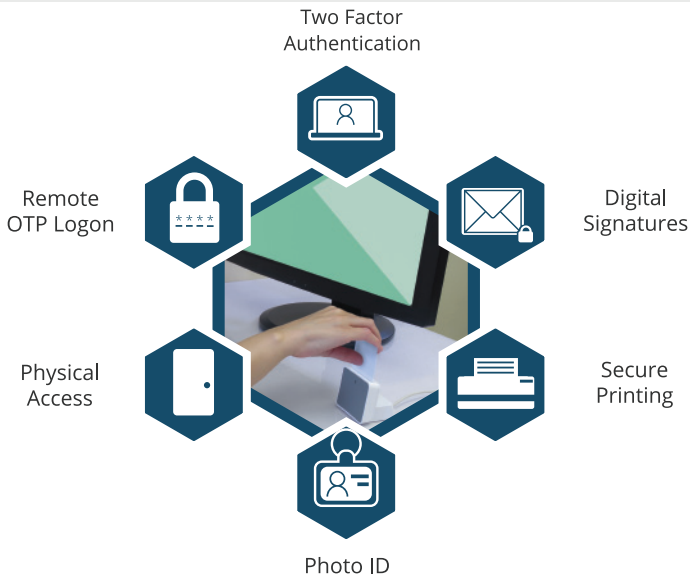 Two Factor
Authentication
Remote
OTP Logon
****
Digital
Signatures
Physical
Access
Secure
Printing
Photo ID